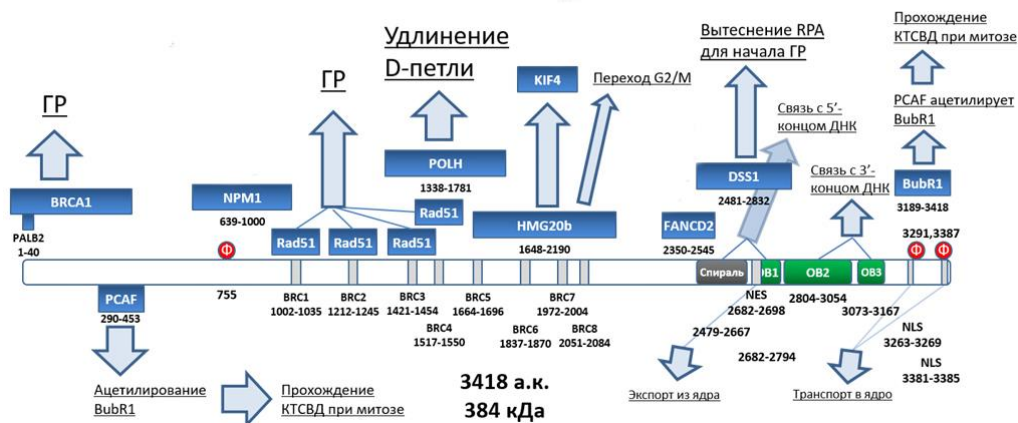 Удлинение
D-петли
Вытеснение RPA
для начала ГР
Прохождение
КТСВД при митозе
ГР
ГР
KIF4
Переход G2/M
PCAF ацетилирует
BubR1
Связь с 5'-
концом ДНК
BRCA1
NPM1
639-1000
POLH
1338-1781
DSS1
2481-2832
Связь с 3'-
концом ДНК
BubR1
3189-3418
PALB2
1-40
Rad51
Rad51
Rad51
Rad51
HMG20b
1648-2190
FANCD2
2350-2545
3291,3387
Ф
Ф
Ф
Спираль
OB1
OB2
OB3
PCAF
290-453
755
BRC1
1002-1035
BRC2
1212-1245
BRC3
1421-1454
BRC4
1517-1550
BRC5
1664-1696
BRC6
1837-1870
BRC7
1972-2004
BRC8
2051-2084
2479-2667
NES
2682-2698
2682-2794
2804-3054
3073-3167
NLS
3263-3269
NLS
3381-3385
Ацетилирование
BubR1
Прохождение
КТСВД при митозе
3418 а.к.
384 кДа
Экспорт из ядра
Транспорт в ядро